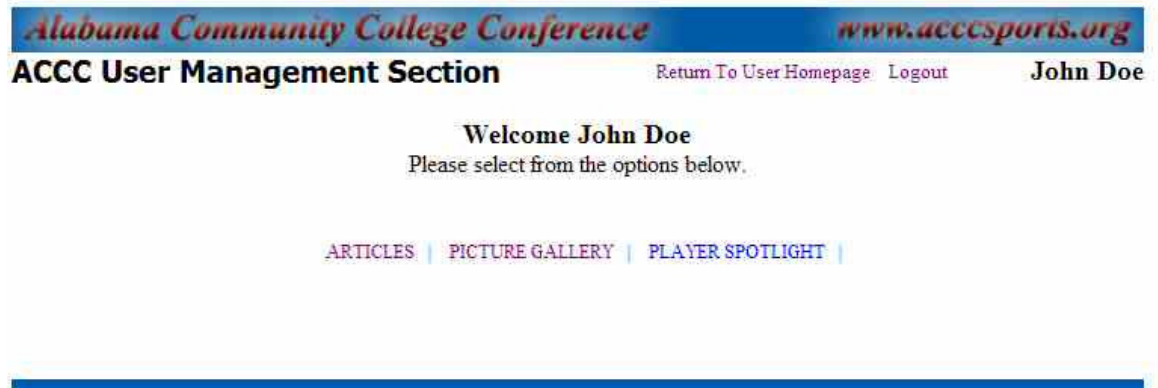 Alabama Community College Conference www.acccsports.org
ACCC User Management Section Return To User Homepage Logout John Doe
Welcome John Doe
Please select from the options below.
ARTICLES | PICTURE GALLERY | PLAYER SPOTLIGHT |